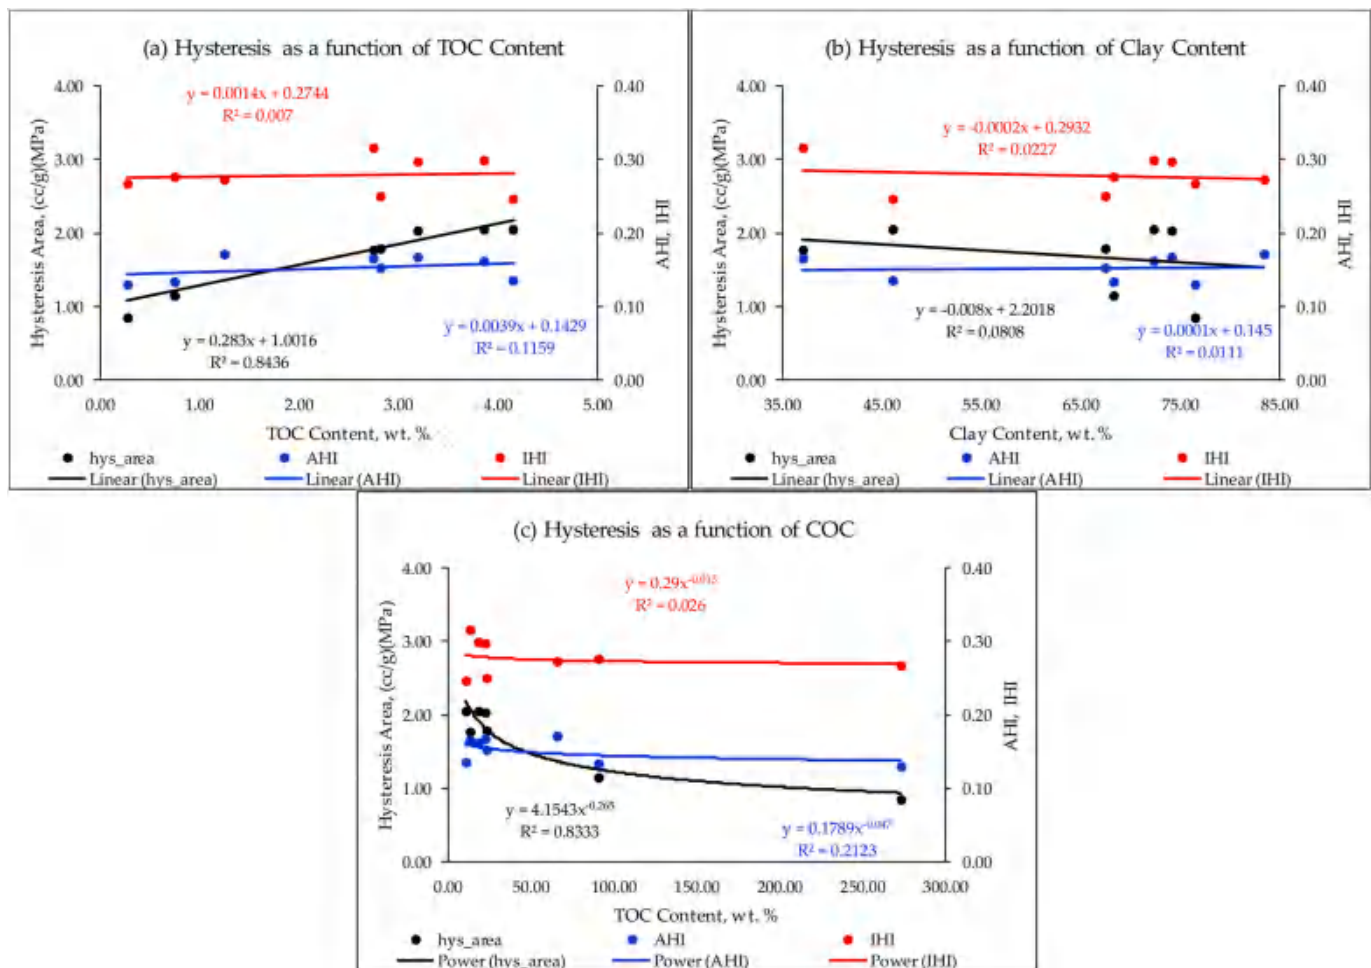 (a) Hysteresis as a function of TOC Content
Hysteresis Area, (cc/g)(MPa)
4.00
3.00
2.00
1.00
0.00
y = 0.0014x + 0.2744
R² = 0.007
y = 0.283x + 1.0016
R² = 0.8436
y = 0.0039x + 0.1429
R² = 0.1159
0.40
0.30
0.20
0.10
0.00
AHI, IHI
0.00 1.00 2.00 3.00 4.00 5.00
TOC Content, wt. %
hys_area AHI IHI
Linear (hys_area) Linear (AHI) Linear (IHI)
(b) Hysteresis as a function of Clay Content
Hysteresis Area, (cc/g)(MPa)
4.00
3.00
2.00
1.00
0.00
y = -0.0002x + 0.2932
R² = 0.0227
y = -0.008x + 2.2018
R² = 0.0808
y = 0.0001x + 0.145
R² = 0.0111
0.40
0.30
0.20
0.10
0.00
AHI, IHI
35.00 45.00 55.00 65.00 75.00 85.00
Clay Content, wt. %
hys_area AHI IHI
Linear (hys_area) Linear (AHI) Linear (IHI)
(c) Hysteresis as a function of COC
Hysteresis Area, (cc/g)(MPa)
4.00
3.00
2.00
1.00
0.00
R² = 0.026
y = 4.1543x^-0.265
R² = 0.8333
R² = 0.2123
0.40
0.30
0.20
0.10
0.00
AHI, IHI
0.00 50.00 100.00 150.00 200.00 250.00 300.00
TOC Content, wt. %
hys_area AHI IHI
Power (hys_area) Power (AHI) Power (IHI)